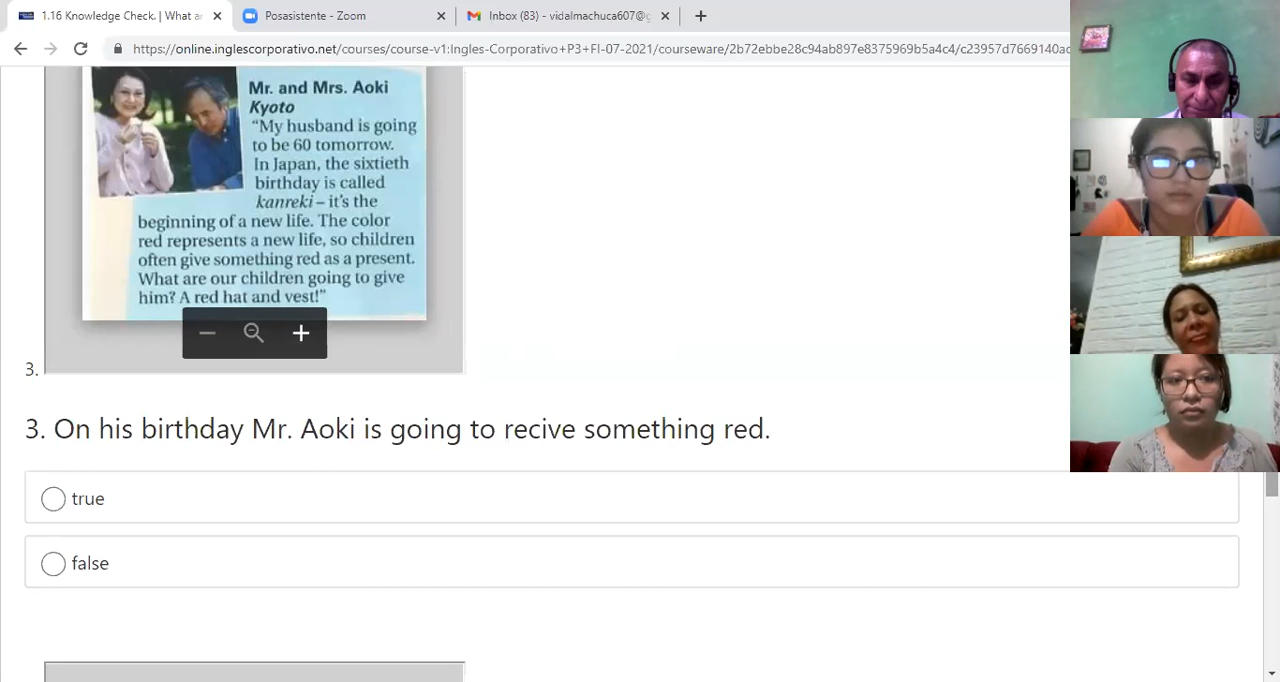 1.16 Knowledge Check. | What a
Posasistente - Zoom
Inbox (83) - vidalmachuca607@g
https://online.inglescorporativo.net/courses/course-v1:Ingles-Corporativo+P3+FI-07-2021/courseware/2b72ebbe28c94ab897e8375969b5a4c4/c23957d7669140ac
Mr. and Mrs. Aoki
Kyoto
"My husband is going
to be 60 tomorrow.
In Japan, the sixtieth
birthday is called
kanreki – it's the
beginning of a new life. The color
red represents a new life, so children
often give something red as a present.
What are our children going to give
him? A red hat and vest!"
3.
3. On his birthday Mr. Aoki is going to recive something red.
true
false